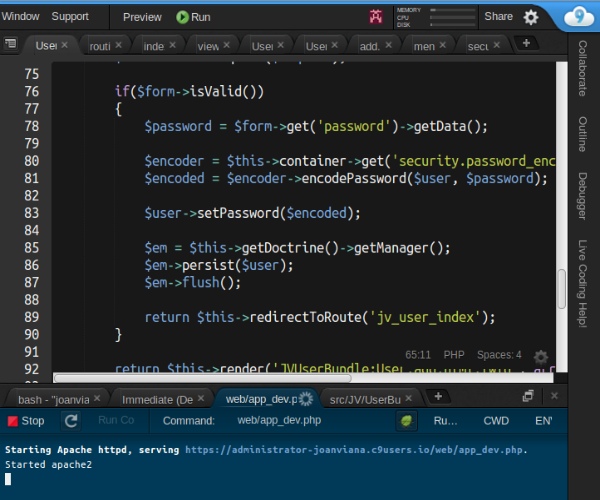 Window Support Preview Run MEMORY CPU DISK Share 9
User routi inde view User User add. men secu
75
76 if($form->isValid())
77 {
78 $password = $form->get('password')->getData();
79
80 $encoder = $this->container->get('security.password_enc
81 $encoded = $encoder->encodePassword($user, $password);
82
83 $user->setPassword($encoded);
84
85 $em = $this->getDoctrine()->getManager();
86 $em->persist($user);
87 $em->flush();
88
89 return $this->redirectToRoute('jv_user_index');
90 }
91
65:11 PHP Spaces: 4
92 return $this->render('JVUserBundle:User
Collaborate
Outline
Debugger
Live Coding Help!
bash - "joanvia Immediate (De web/app_dev.p src/JV/UserBu
Stop Run Co Command: web/app_dev.php Ru... CWD EN
Starting Apache httpd, serving https://administrator-joanviana.c9users.io/web/app_dev.php.
Started apache2